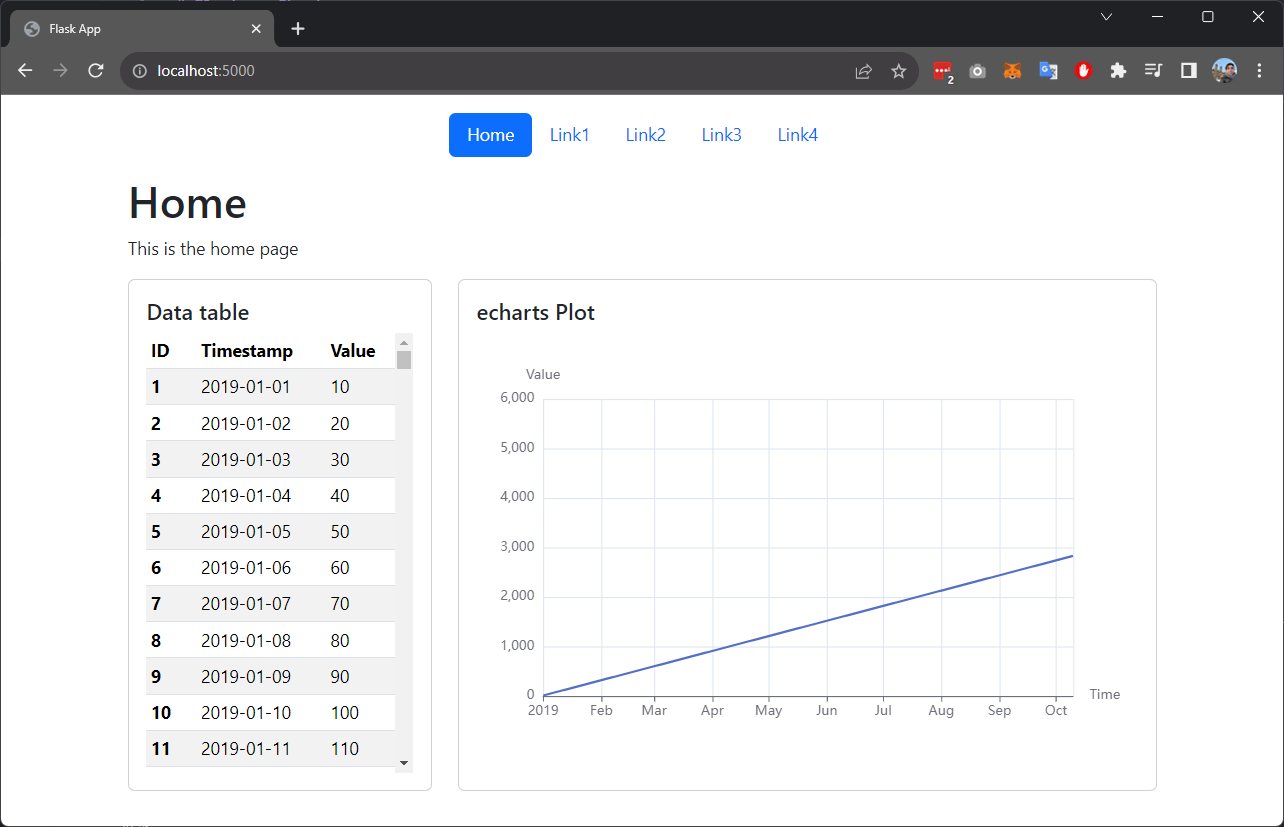 Flask App
localhost:5000
2
Home Link1 Link2 Link3 Link4
Home
This is the home page
Data table
ID Timestamp Value
1 2019-01-01 10
2 2019-01-02 20
3 2019-01-03 30
4 2019-01-04 40
5 2019-01-05 50
6 2019-01-06 60
7 2019-01-07 70
8 2019-01-08 80
9 2019-01-09 90
10 2019-01-10 100
11 2019-01-11 110
echarts Plot
Value
6,000
5,000
4,000
3,000
2,000
1,000
0
Time
2019 Feb Mar Apr May Jun Jul Aug Sep Oct